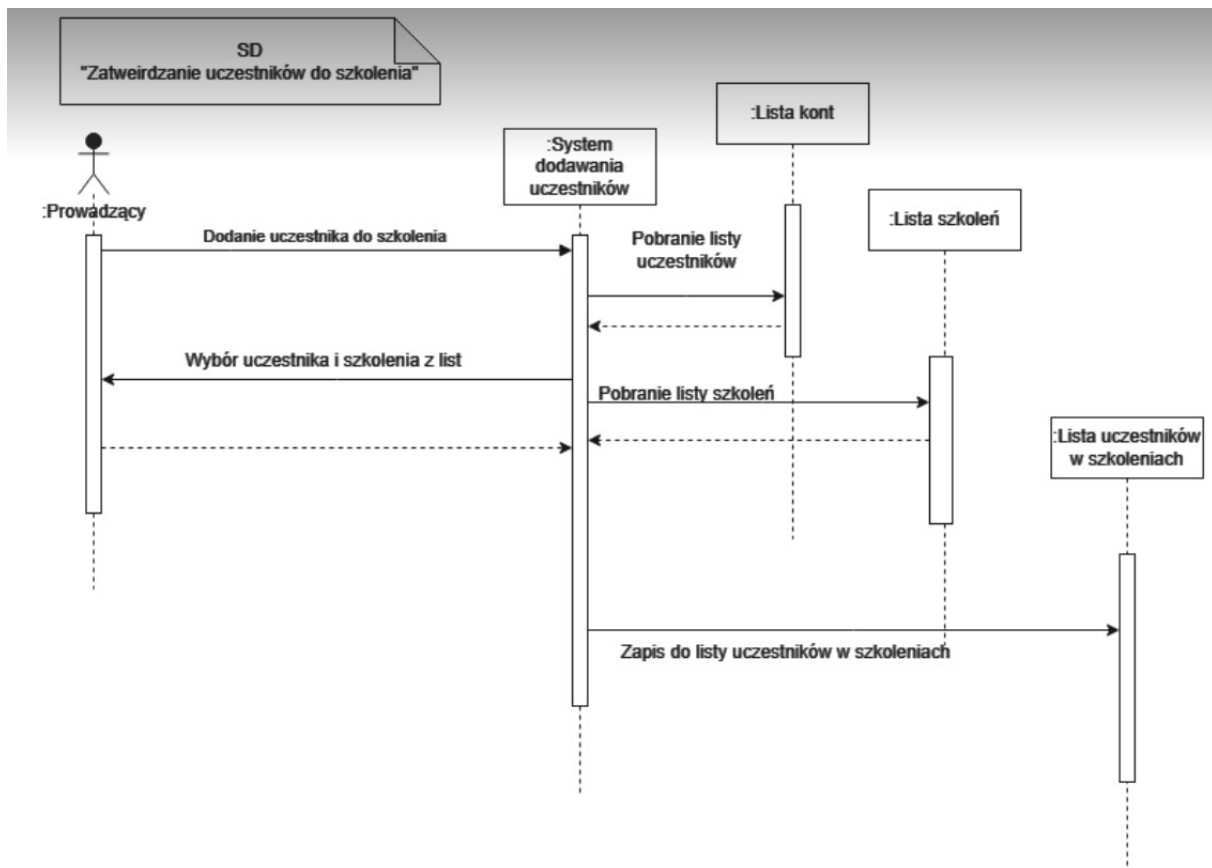 SD
"Zatweirdzanie uczestników do szkolenia"
:Lista kont
:System
dodawania
uczestników
:Prowadzący
:Lista szkoleń
Dodanie uczestnika do szkolenia
Pobranie listy
uczestników
Wybór uczestnika i szkolenia z list
Pobranie listy szkoleń
:Lista uczestników
w szkoleniach
Zapis do listy uczestników w szkoleniach